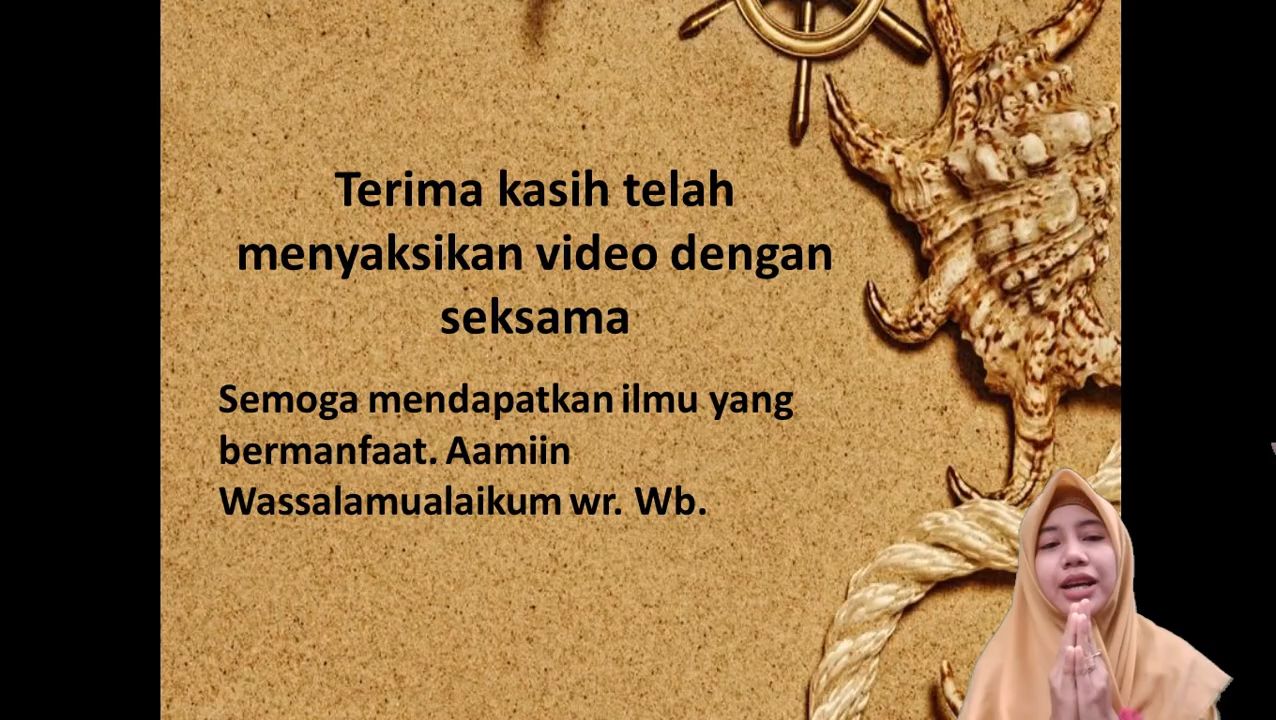 Terima kasih telah
menyaksikan video dengan
seksama
Semoga mendapatkan ilmu yang
bermanfaat. Aamiin
Wassalamualaikum wr. Wb.